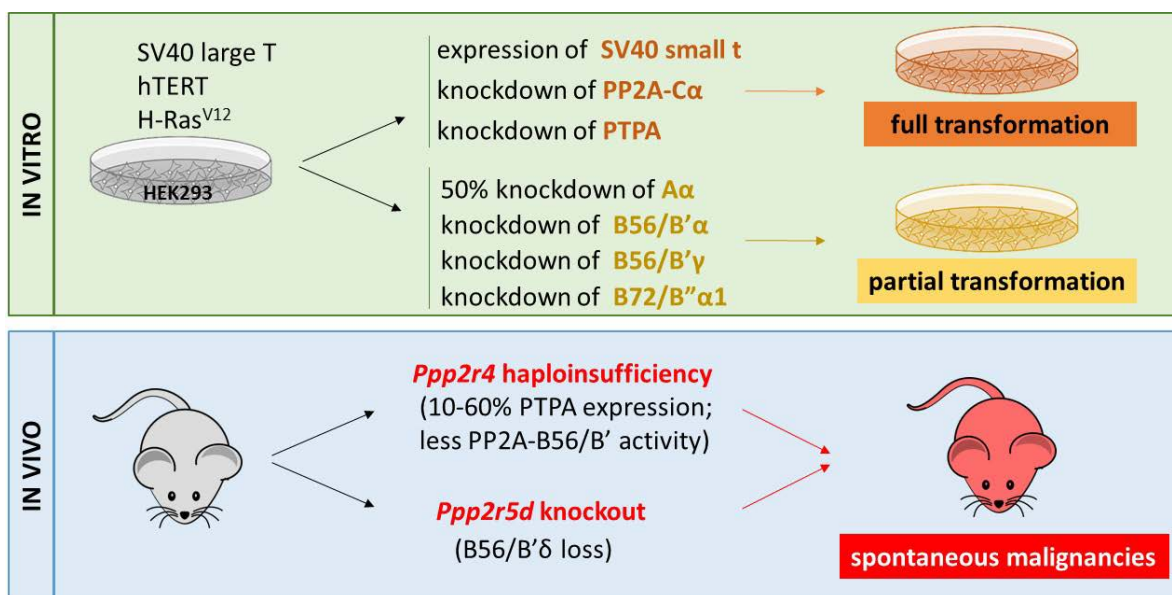 IN VITRO
SV40 large T
hTERT
H-Rasⱽ¹²
HEK293
expression of SV40 small t
knockdown of PP2A-Cα
knockdown of PTPA
full transformation
50% knockdown of Aα
knockdown of B56/B'α
knockdown of B56/B'γ
knockdown of B72/B"α1
partial transformation
IN VIVO
Ppp2r4 haploinsufficiency
(10-60% PTPA expression;
less PP2A-B56/B' activity)
Ppp2r5d knockout
(B56/B'δ loss)
spontaneous malignancies